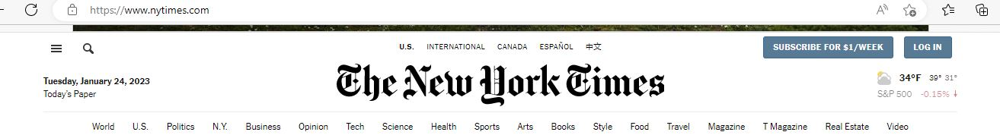 https://www.nytimes.com
U.S. INTERNATIONAL CANADA ESPAÑOL 中文
SUBSCRIBE FOR $1/WEEK LOG IN
Tuesday, January 24, 2023
Today's Paper
The New York Times
34°F 39° 31°
S&P 500 -0.15% ↓
World U.S. Politics N.Y. Business Opinion Tech Science Health Sports Arts Books Style Food Travel Magazine T Magazine Real Estate Video